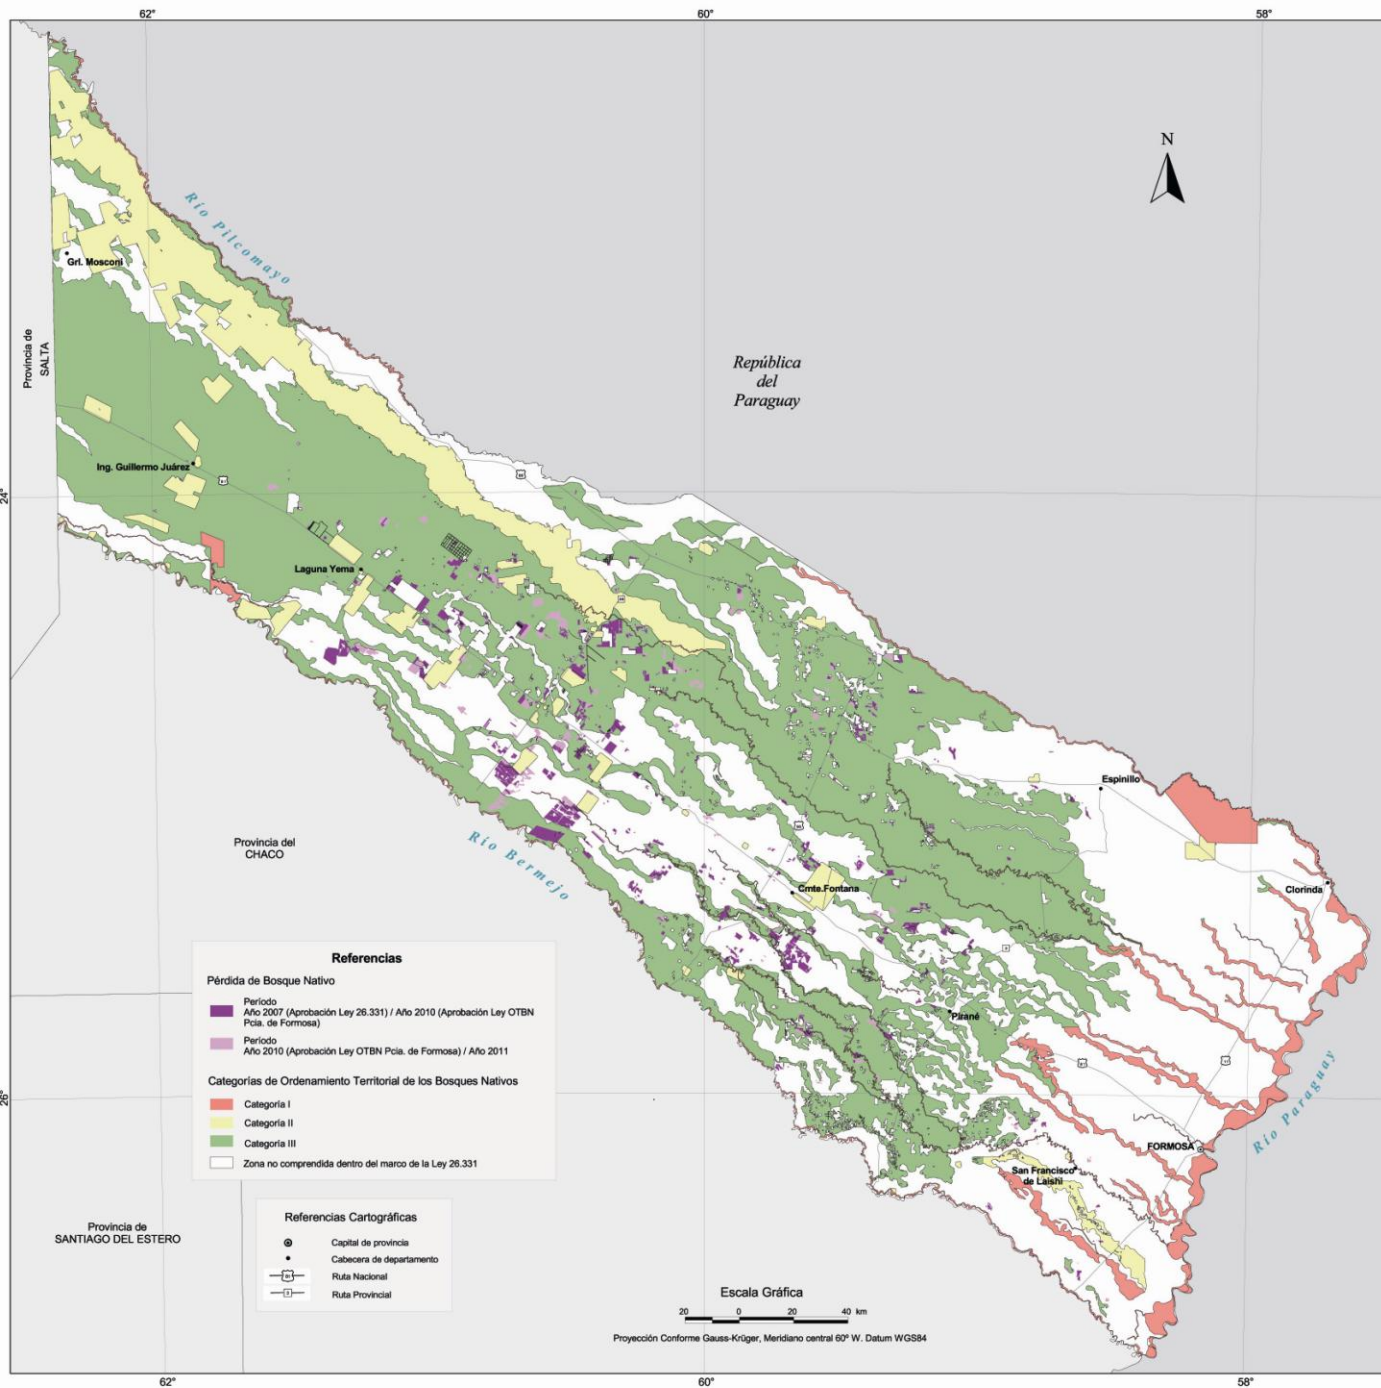 62°
60°
58°
N
Río Pilcomayo
Grl. Mosconi
Provincia de
SALTA
República
del
Paraguay
Ing. Guillermo Juárez
24°
Laguna Yema
Espinillo
Provincia del
CHACO
Río Bermejo
Cmte.Fontana
Clorinda
Pirané
Referencias
Pérdida de Bosque Nativo
Período
Año 2007 (Aprobación Ley 26.331) / Año 2010 (Aprobación Ley OTBN
Pcia. de Formosa)
Período
Año 2010 (Aprobación Ley OTBN Pcia. de Formosa) / Año 2011
Categorías de Ordenamiento Territorial de los Bosques Nativos
Categoría I
Categoría II
Categoría III
Zona no comprendida dentro del marco de la Ley 26.331
26°
Río Paraguay
FORMOSA
San Francisco
de Laishi
Provincia de
SANTIAGO DEL ESTERO
Referencias Cartográficas
Capital de provincia
Cabecera de departamento
Ruta Nacional
Ruta Provincial
Escala Gráfica
20 0 20 40 km
Proyección Conforme Gauss-Krüger, Meridiano central 60° W. Datum WGS84
62°
60°
58°